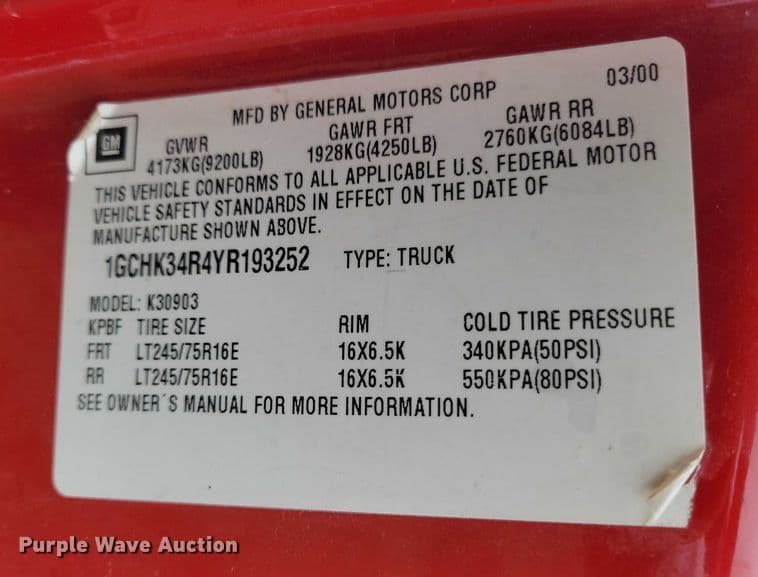 03/00
MFD BY GENERAL MOTORS CORP
GM
GVWR GAWR FRT GAWR RR
4173KG(9200LB) 1928KG(4250LB) 2760KG(6084LB)
THIS VEHICLE CONFORMS TO ALL APPLICABLE U.S. FEDERAL MOTOR
VEHICLE SAFETY STANDARDS IN EFFECT ON THE DATE OF
MANUFACTURE SHOWN ABOVE.
1GCHK34R4YR193252 TYPE: TRUCK
MODEL: K30903
KPBF TIRE SIZE RIM COLD TIRE PRESSURE
FRT LT245/75R16E 16X6.5K 340KPA(50PSI)
RR LT245/75R16E 16X6.5K 550KPA(80PSI)
SEE OWNER´S MANUAL FOR MORE INFORMATION.
Purple Wave Auction